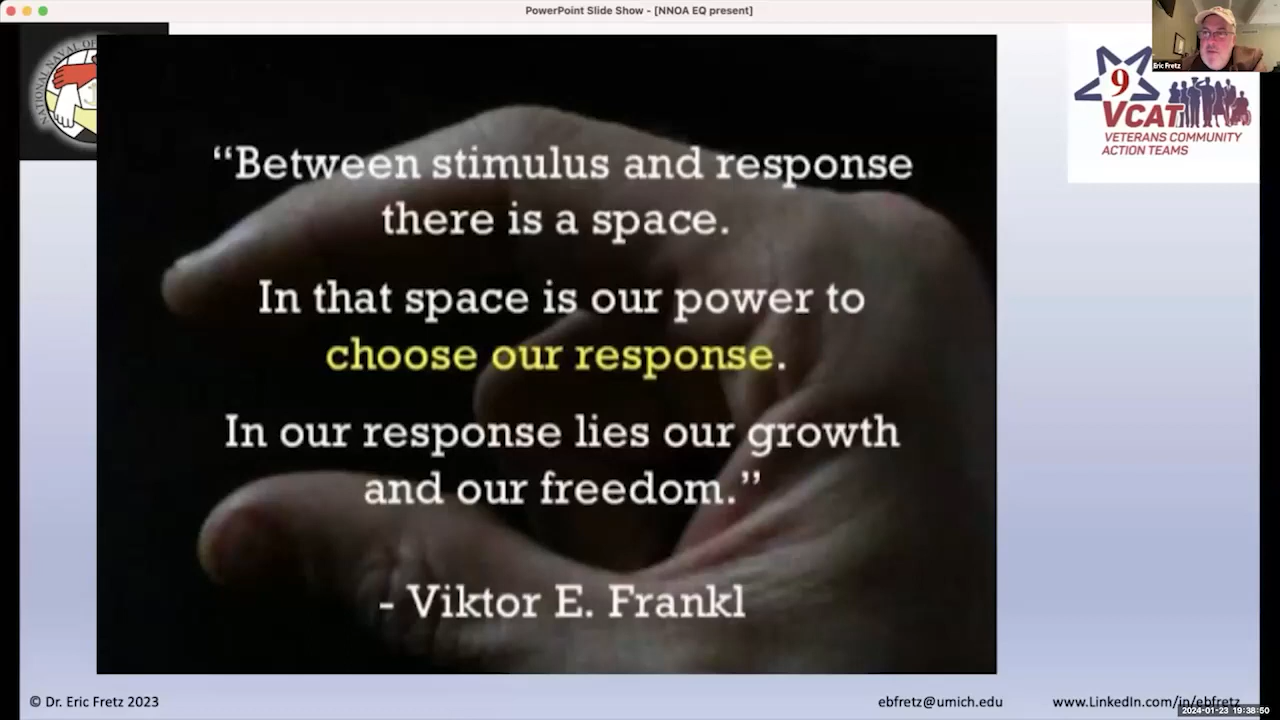 PowerPoint Slide Show - [NNOA EQ present]
Eric Fretz
NATIONAL NAVAL OF
9
VCAT
VETERANS COMMUNITY
ACTION TEAMS
“Between stimulus and response
there is a space.
In that space is our power to
choose our response.
In our response lies our growth
and our freedom.”
- Viktor E. Frankl
© Dr. Eric Fretz 2023
ebfretz@umich.edu
www.LinkedIn.com/in/ebfretz
2024-01-23 19:38:50